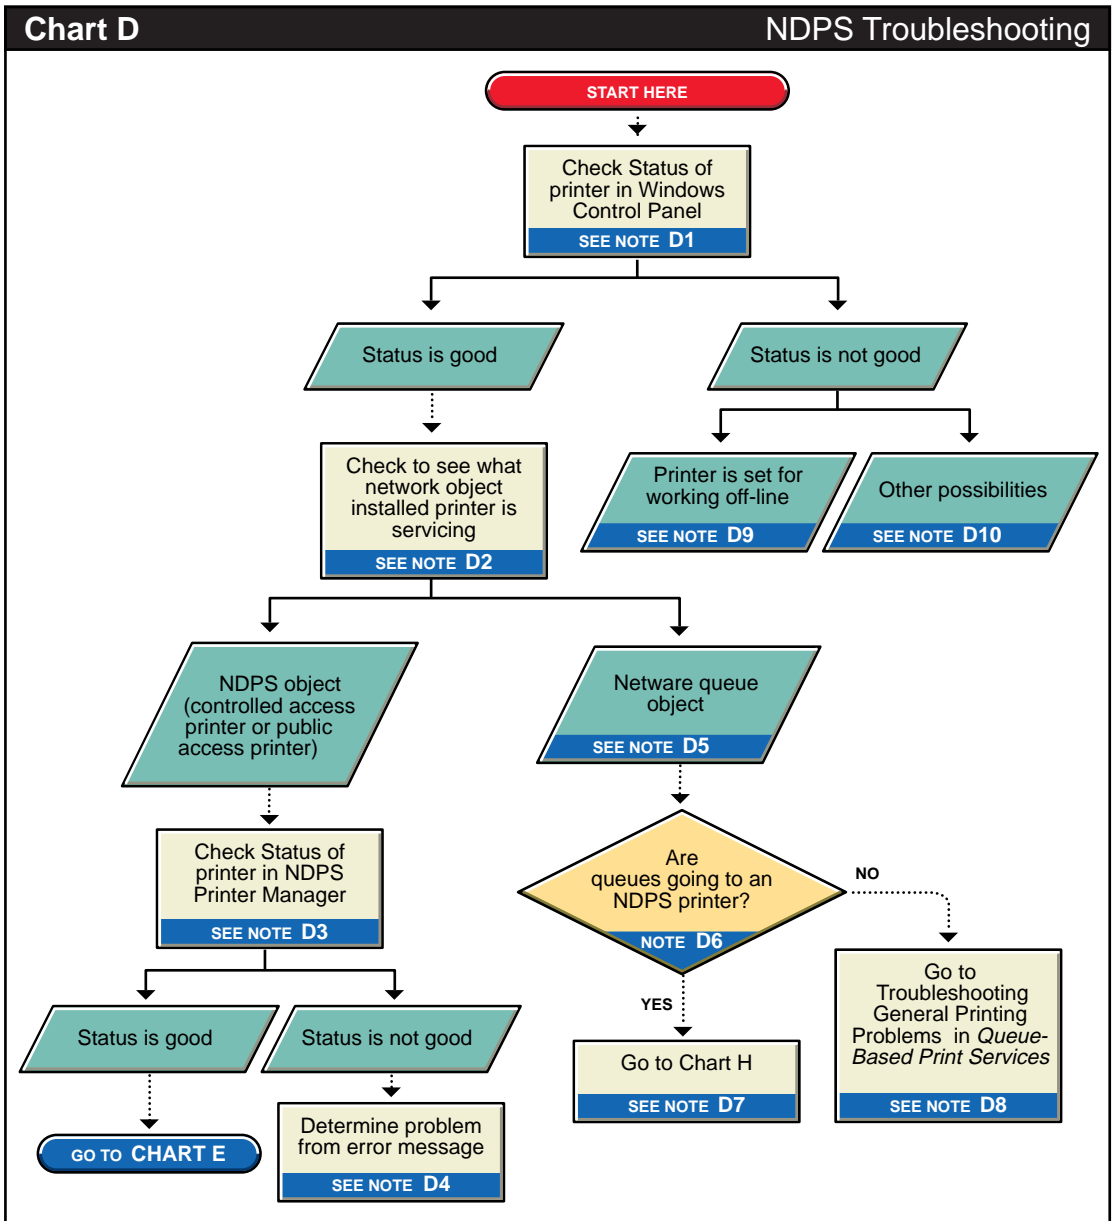 Chart D
NDPS Troubleshooting
START HERE
Check Status of
printer in Windows
Control Panel
SEE NOTE D1
Status is good
Status is not good
Check to see what
network object
installed printer is
servicing
SEE NOTE D2
Printer is set for
working off-line
SEE NOTE D9
Other possibilities
SEE NOTE D10
NDPS object
(controlled access
printer or public
access printer)
Netware queue
object
SEE NOTE D5
Check Status of
printer in NDPS
Printer Manager
SEE NOTE D3
Are
queues going to an
NDPS printer?
NOTE D6
NO
YES
Go to
Troubleshooting
General Printing
Problems in Queue-
Based Print Services
SEE NOTE D8
Status is good
Status is not good
Go to Chart H
SEE NOTE D7
GO TO CHART E
Determine problem
from error message
SEE NOTE D4